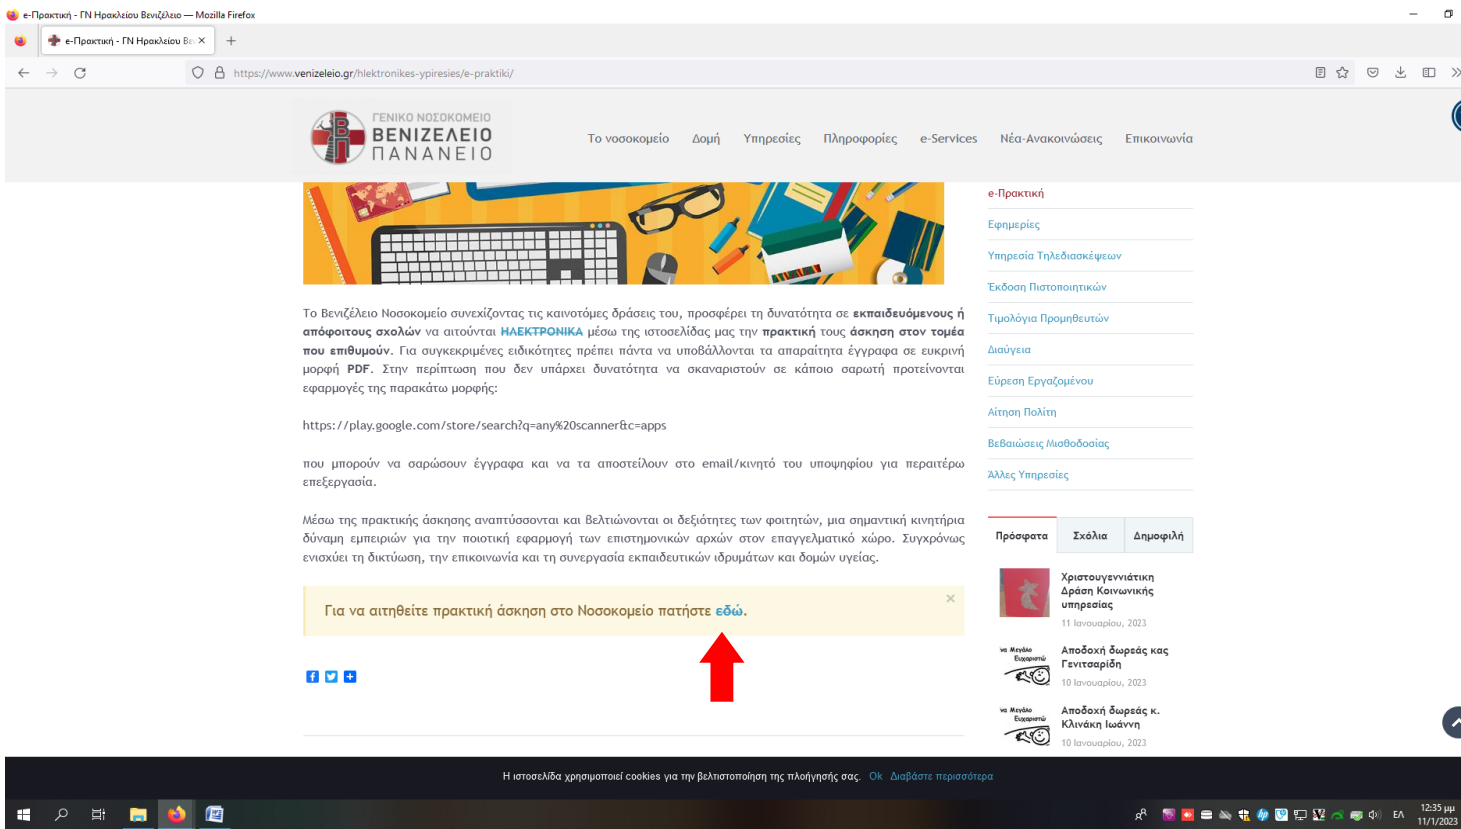 e-Πρακτική - ΓΝ Ηρακλείου Βενιζέλειο — Mozilla Firefox
e-Πρακτική - ΓΝ Ηρακλείου Βεν
https://www.venizeleio.gr/hlektronikes-ypiresies/e-praktiki/
ΓΕΝΙΚΟ ΝΟΣΟΚΟΜΕΙΟ
ΒΕΝΙΖΕΛΕΙΟ
ΠΑΝΑΝΕΙΟ
Το νοσοκομείο Δομή Υπηρεσίες Πληροφορίες e-Services Νέα-Ανακοινώσεις Επικοινωνία
Το Βενιζέλειο Νοσοκομείο συνεχίζοντας τις καινοτόμες δράσεις του, προσφέρει τη δυνατότητα σε εκπαιδευόμενους ή
απόφοιτους σχολών να αιτούνται ΗΛΕΚΤΡΟΝΙΚΑ μέσω της ιστοσελίδας μας την πρακτική τους άσκηση στον τομέα
που επιθυμούν. Για συγκεκριμένες ειδικότητες πρέπει πάντα να υποβάλλονται τα απαραίτητα έγγραφα σε ευκρινή
μορφή PDF. Στην περίπτωση που δεν υπάρχει δυνατότητα να σκαναριστούν σε κάποιο σαρωτή προτείνονται
εφαρμογές της παρακάτω μορφής:
https://play.google.com/store/search?q=any%20scanner&c=apps
που μπορούν να σαρώσουν έγγραφα και να τα αποστείλουν στο email/κινητό του υποψηφίου για περαιτέρω
επεξεργασία.
Μέσω της πρακτικής άσκησης αναπτύσσονται και βελτιώνονται οι δεξιότητες των φοιτητών, μια σημαντική κινητήρια
δύναμη εμπειριών για την ποιοτική εφαρμογή των επιστημονικών αρχών στον επαγγελματικό χώρο. Συγχρόνως
ενισχύει τη δικτύωση, την επικοινωνία και τη συνεργασία εκπαιδευτικών ιδρυμάτων και δομών υγείας.
Για να αιτηθείτε πρακτική άσκηση στο Νοσοκομείο πατήστε εδώ.
e-Πρακτική
Εφημερίες
Υπηρεσία Τηλεδιασκέψεων
Έκδοση Πιστοποιητικών
Τιμολόγια Προμηθευτών
Διαύγεια
Εύρεση Εργαζομένου
Αίτηση Πολίτη
Βεβαιώσεις Μισθοδοσίας
Άλλες Υπηρεσίες
Πρόσφατα Σχόλια Δημοφιλή
Χριστουγεννιάτικη
Δράση Κοινωνικής
υπηρεσίας
11 Ιανουαρίου, 2023
να Μεγάλο
Ευχαριστώ
Αποδοχή δωρεάς κας
Γενιτσαρίδη
10 Ιανουαρίου, 2023
να Μεγάλο
Ευχαριστώ
Αποδοχή δωρεάς κ.
Κλινάκη Ιωάννη
10 Ιανουαρίου, 2023
Η ιστοσελίδα χρησιμοποιεί cookies για την βελτιστοποίηση της πλοήγησής σας. Ok Διαβάστε περισσότερα
ΕΛ
12:35 μμ
11/1/2023